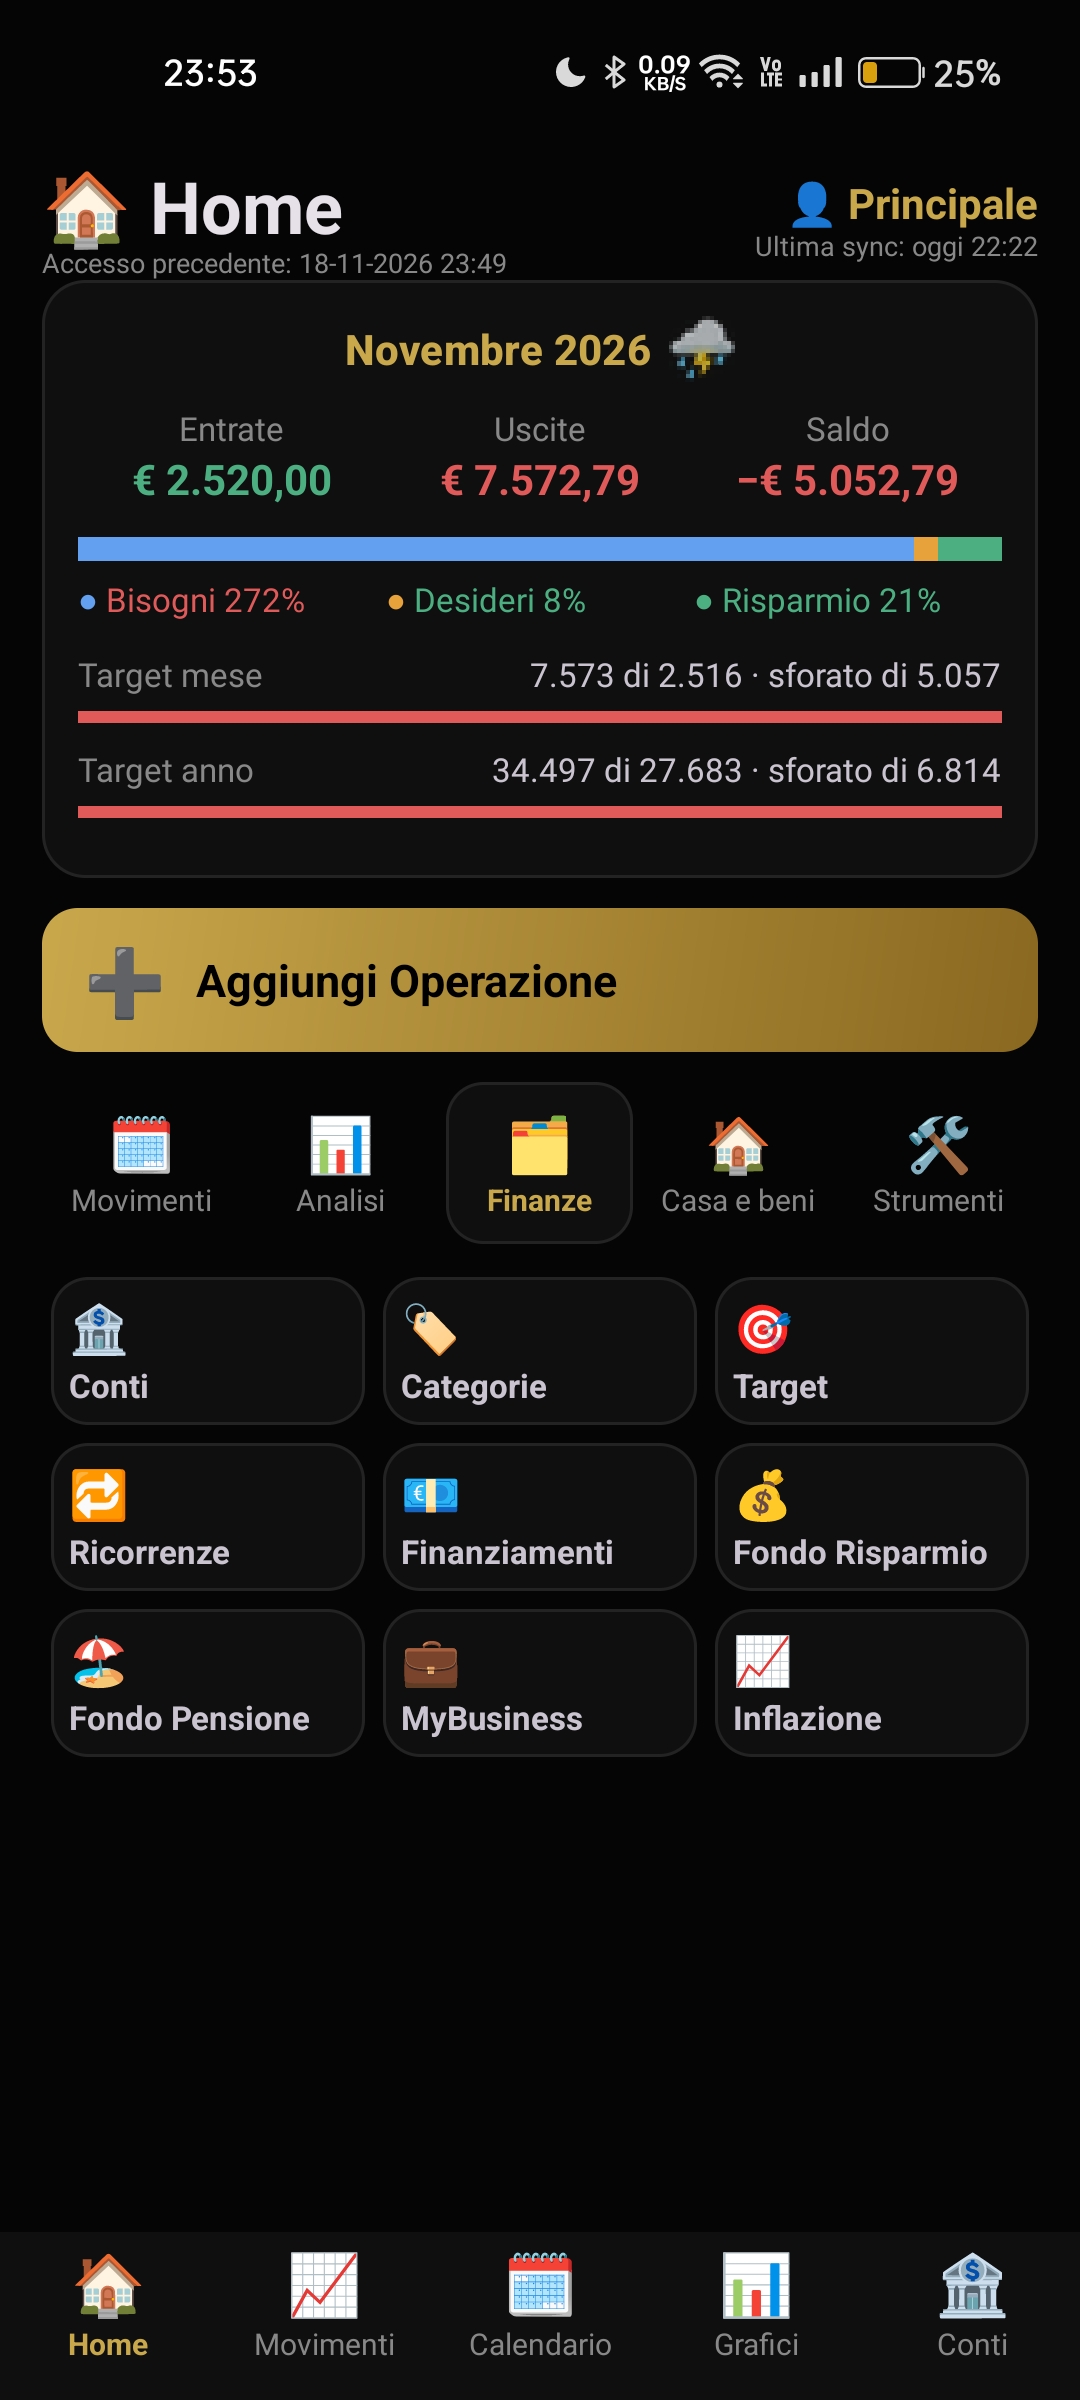 23:53
0.09 KB/S
Vo LTE
25%
Home
Principale
Accesso precedente: 18-11-2026 23:49
Ultima sync: oggi 22:22
Novembre 2026
Entrate Uscite Saldo
€ 2.520,00 € 7.572,79 −€ 5.052,79
Bisogni 272% Desideri 8% Risparmio 21%
Target mese 7.573 di 2.516 · sforato di 5.057
Target anno 34.497 di 27.683 · sforato di 6.814
Aggiungi Operazione
Movimenti Analisi Finanze Casa e beni Strumenti
Conti Categorie Target
Ricorrenze Finanziamenti Fondo Risparmio
Fondo Pensione MyBusiness Inflazione
Home Movimenti Calendario Grafici Conti